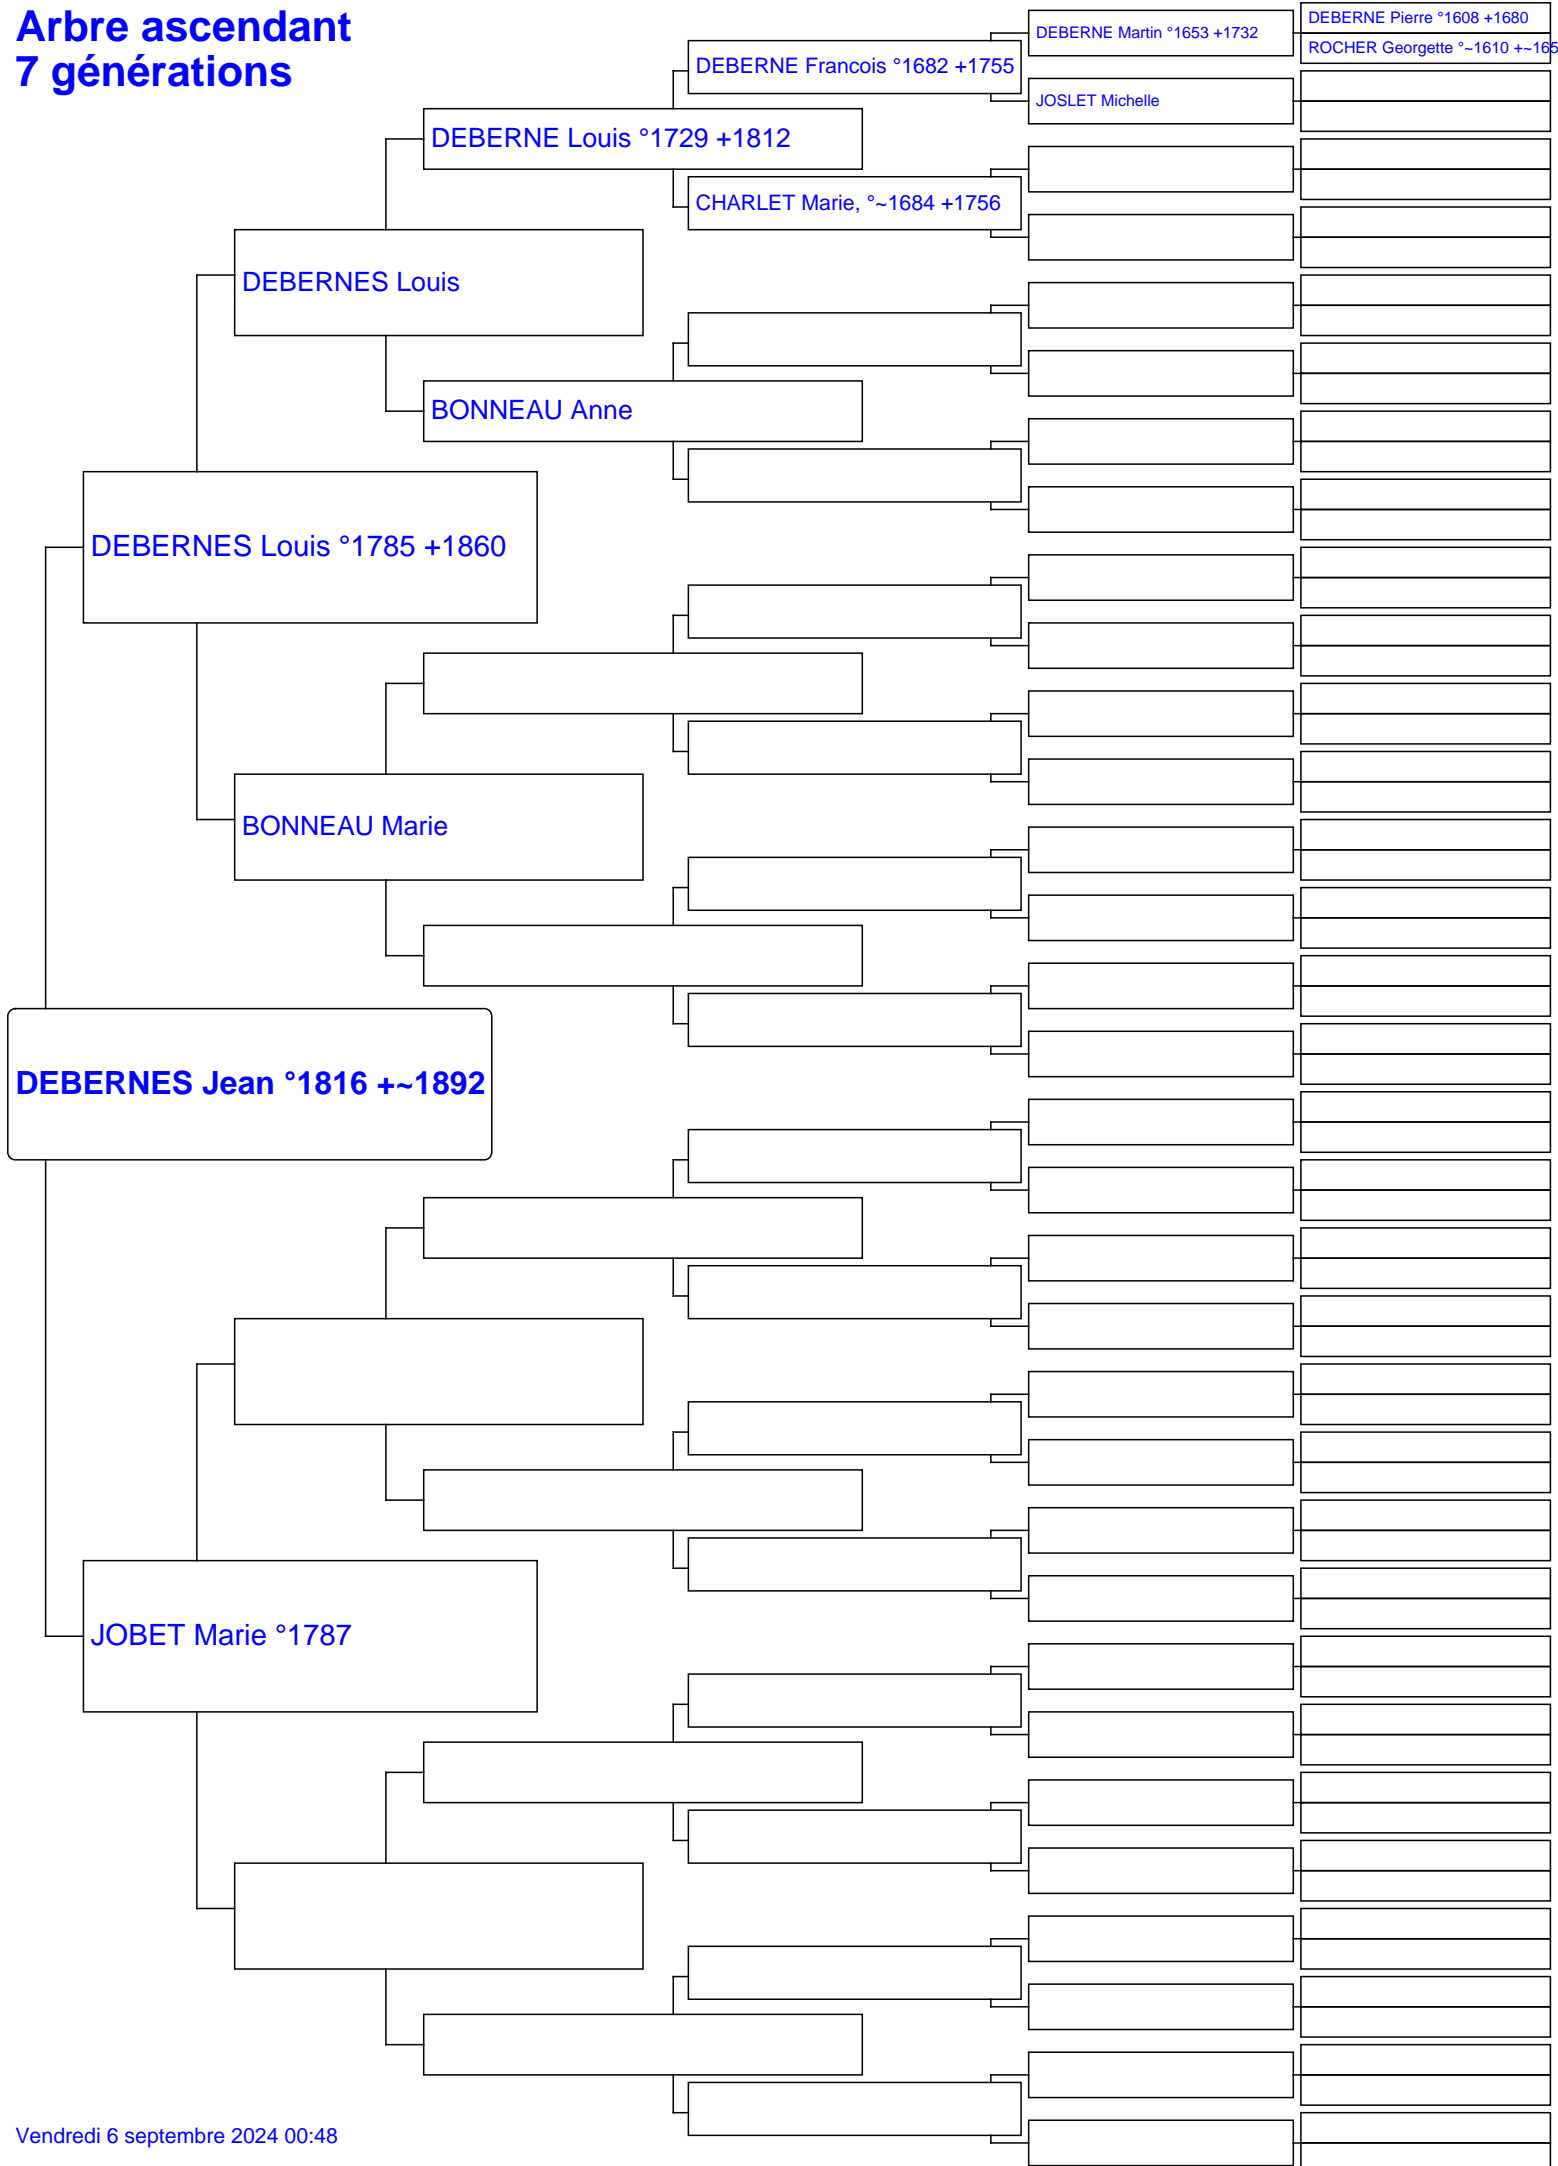 Arbre ascendant
7 générations
DEBERNE Pierre °1608 +1680
DEBERNE Martin °1653 +1732
ROCHER Georgette °~1610 +~165
DEBERNE Francois °1682 +1755
JOSLET Michelle
DEBERNE Louis °1729 +1812
CHARLET Marie, °~1684 +1756
DEBERNES Louis
BONNEAU Anne
DEBERNES Louis °1785 +1860
BONNEAU Marie
DEBERNES Jean °1816 +~1892
JOBET Marie °1787
Vendredi 6 septembre 2024 00:48